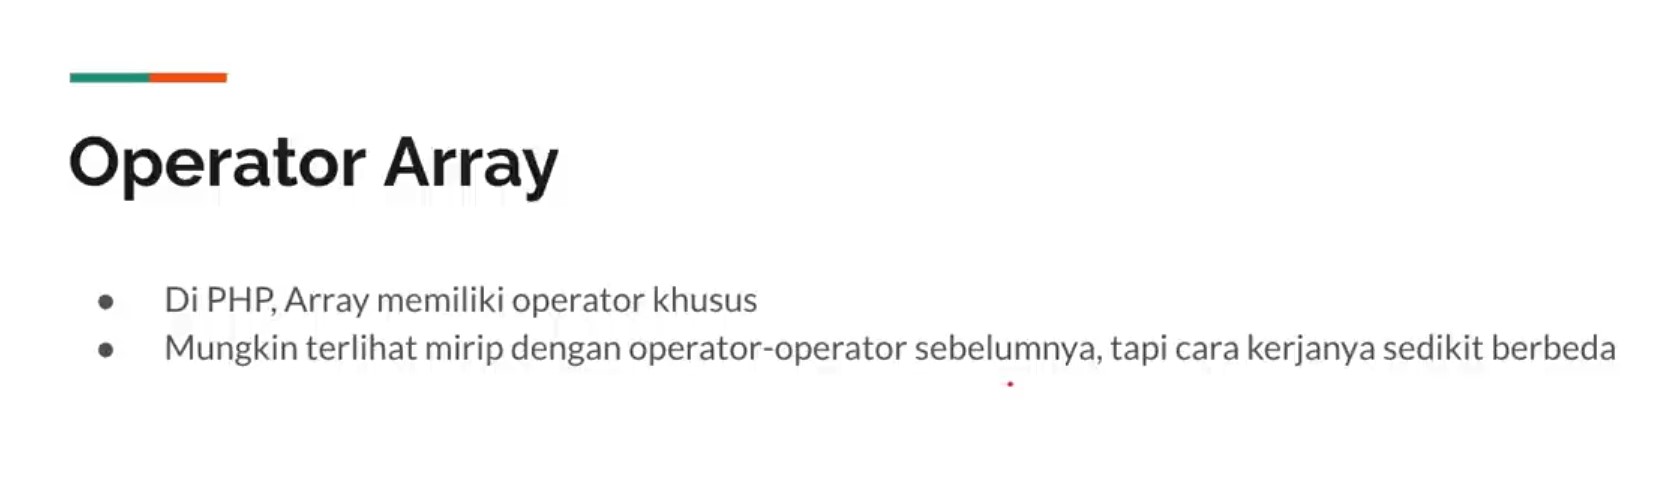 Operator Array
● Di PHP, Array memiliki operator khusus
● Mungkin terlihat mirip dengan operator-operator sebelumnya, tapi cara kerjanya sedikit berbeda